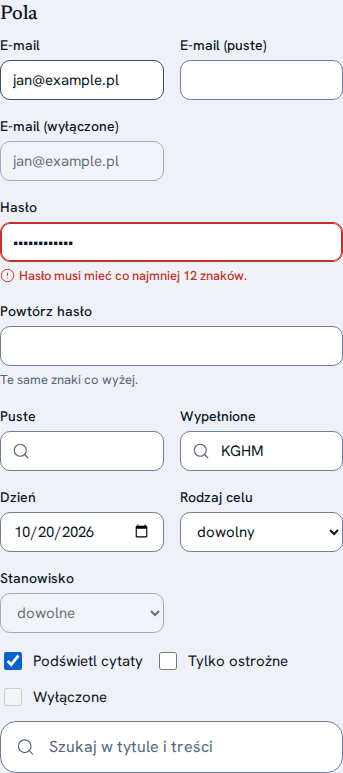 Pola
E-mail
E-mail (puste)
jan@example.pl
E-mail (wyłączone)
jan@example.pl
Hasło
••••••••••••
Hasło musi mieć co najmniej 12 znaków.
Powtórz hasło
Te same znaki co wyżej.
Puste
Wypełnione
KGHM
Dzień
Rodzaj celu
10/20/2026
dowolny
Stanowisko
dowolne
Podświetl cytaty
Tylko ostrożne
Wyłączone
Szukaj w tytule i treści